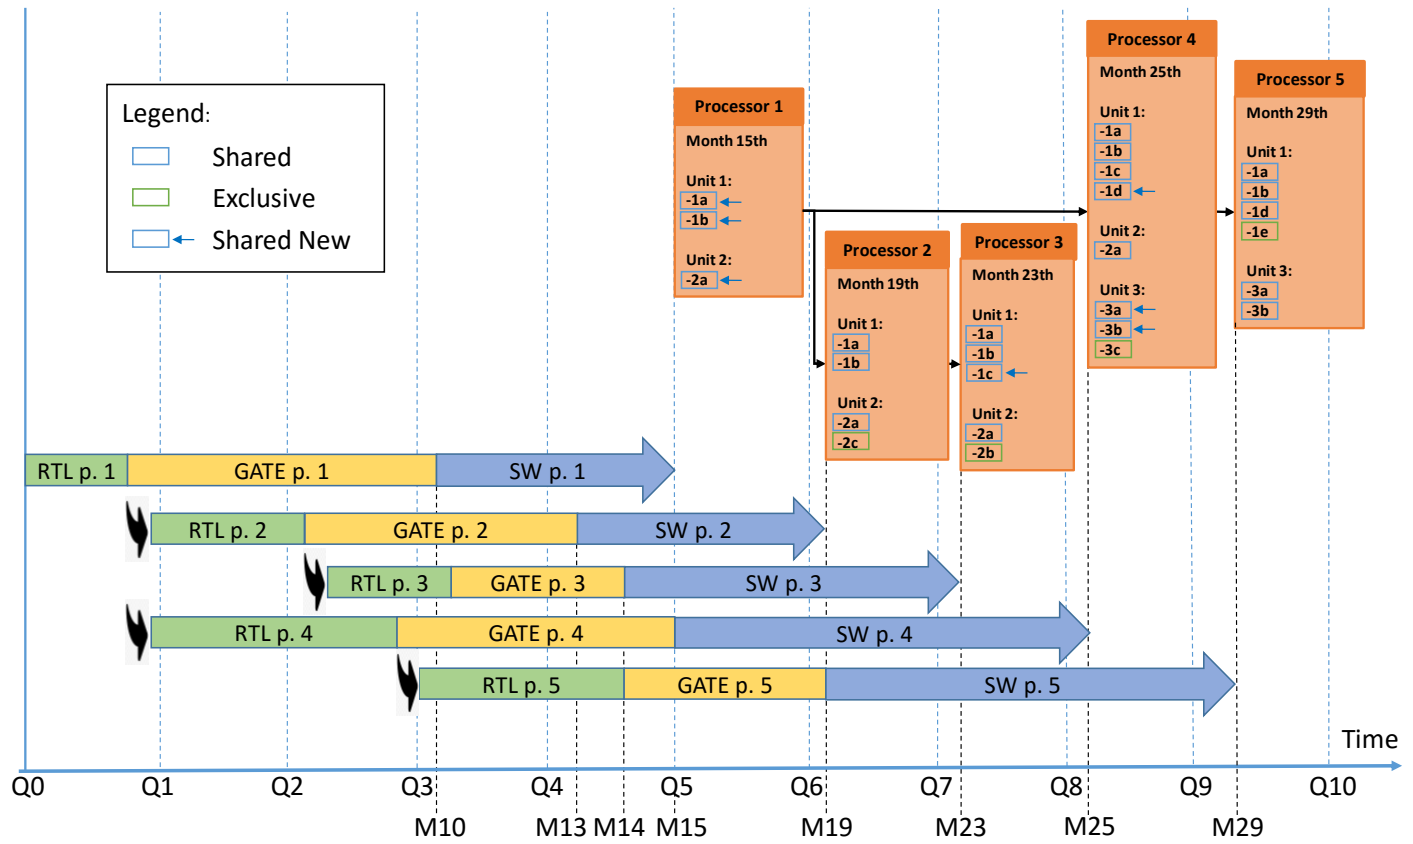 Legend:
Shared
Exclusive
Shared New
Processor 1
Month 15th
Unit 1:
-1a
-1b
Unit 2:
-2a
Processor 2
Month 19th
Unit 1:
-1a
-1b
Unit 2:
-2a
-2c
Processor 3
Month 23th
Unit 1:
-1a
-1b
-1c
Unit 2:
-2a
-2b
Processor 4
Month 25th
Unit 1:
-1a
-1b
-1c
-1d
Unit 2:
-2a
Unit 3:
-3a
-3b
-3c
Processor 5
Month 29th
Unit 1:
-1a
-1b
-1d
-1e
Unit 3:
-3a
-3b
RTL p. 1 GATE p. 1 SW p. 1
RTL p. 2 GATE p. 2 SW p. 2
RTL p. 3 GATE p. 3 SW p. 3
RTL p. 4 GATE p. 4 SW p. 4
RTL p. 5 GATE p. 5 SW p. 5
Time
Q0 Q1 Q2 Q3 Q4 Q5 Q6 Q7 Q8 Q9 Q10
M10 M13 M14 M15 M19 M23 M25 M29